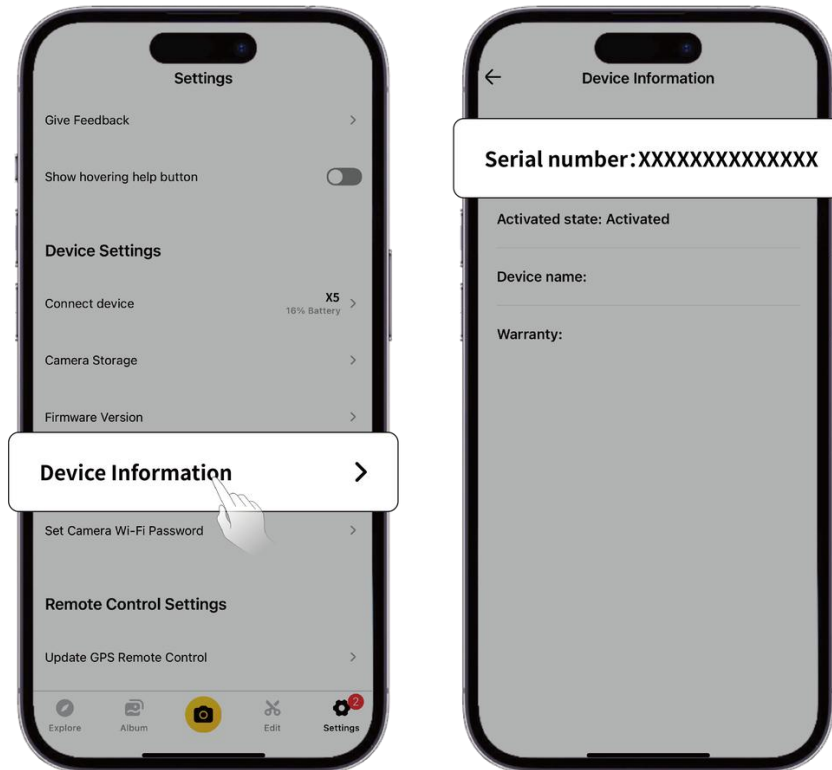 Settings
Give Feedback
Show hovering help button
Device Settings
Connect device
X5
16% Battery
Camera Storage
Firmware Version
Device Information
Set Camera Wi-Fi Password
Remote Control Settings
Update GPS Remote Control
Explore
Album
Edit
2
Settings
Device Information
Serial number:XXXXXXXXXXXXXX
Activated state: Activated
Device name:
Warranty: